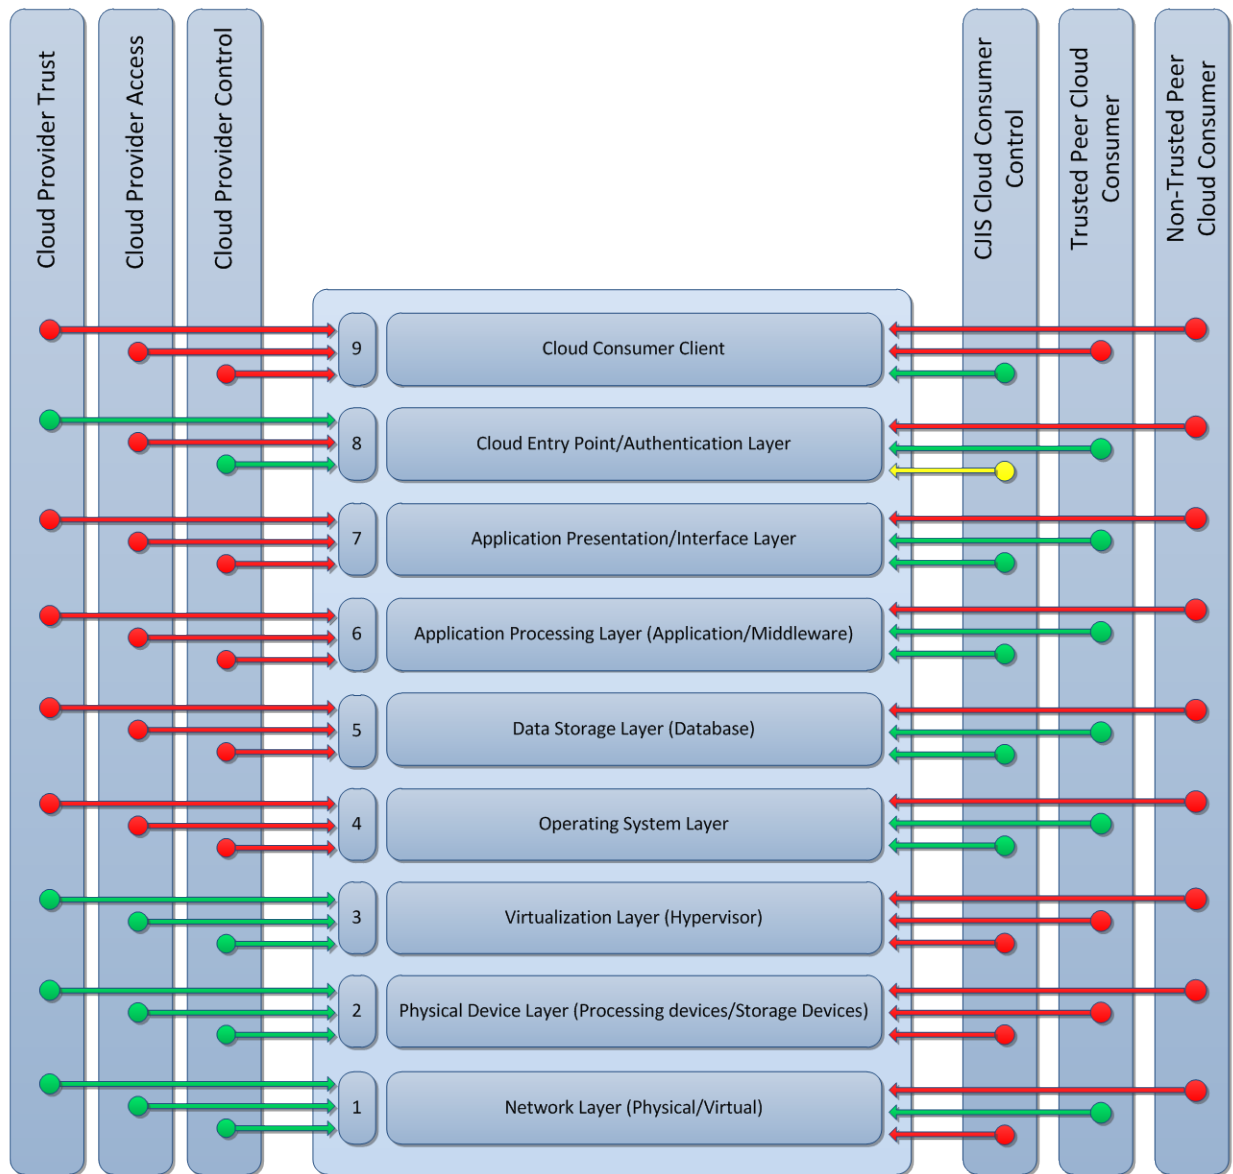 Cloud Provider Trust
Cloud Provider Access
Cloud Provider Control
CJIS Cloud Consumer
Control
Trusted Peer Cloud
Consumer
Non-Trusted Peer
Cloud Consumer
9
Cloud Consumer Client
8
Cloud Entry Point/Authentication Layer
7
Application Presentation/Interface Layer
6
Application Processing Layer (Application/Middleware)
5
Data Storage Layer (Database)
4
Operating System Layer
3
Virtualization Layer (Hypervisor)
2
Physical Device Layer (Processing devices/Storage Devices)
1
Network Layer (Physical/Virtual)